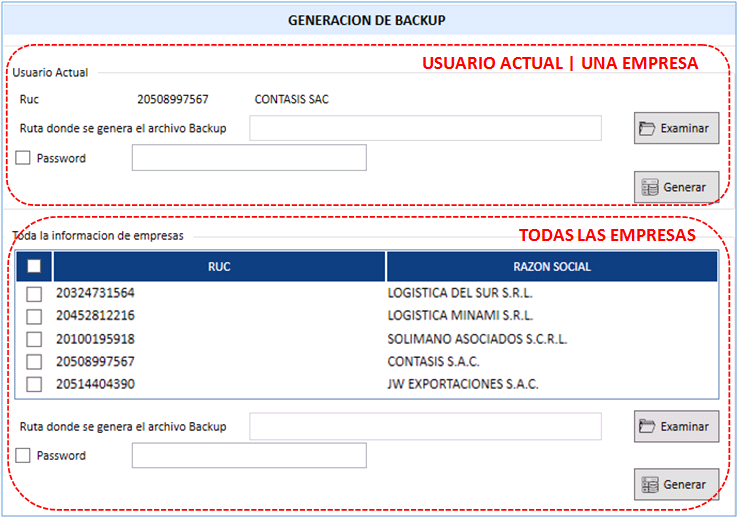 GENERACION DE BACKUP
USUARIO ACTUAL | UNA EMPRESA
Usuario Actual
Ruc 20508997567 CONTASIS SAC
Ruta donde se genera el archivo Backup Examinar
Password
Generar
TODAS LAS EMPRESAS
Toda la informacion de empresas
RUC RAZON SOCIAL
20324731564 LOGISTICA DEL SUR S.R.L.
20452812216 LOGISTICA MINAMI S.R.L.
20100195918 SOLIMANO ASOCIADOS S.C.R.L.
20508997567 CONTASIS S.A.C.
20514404390 JW EXPORTACIONES S.A.C.
Ruta donde se genera el archivo Backup Examinar
Password
Generar